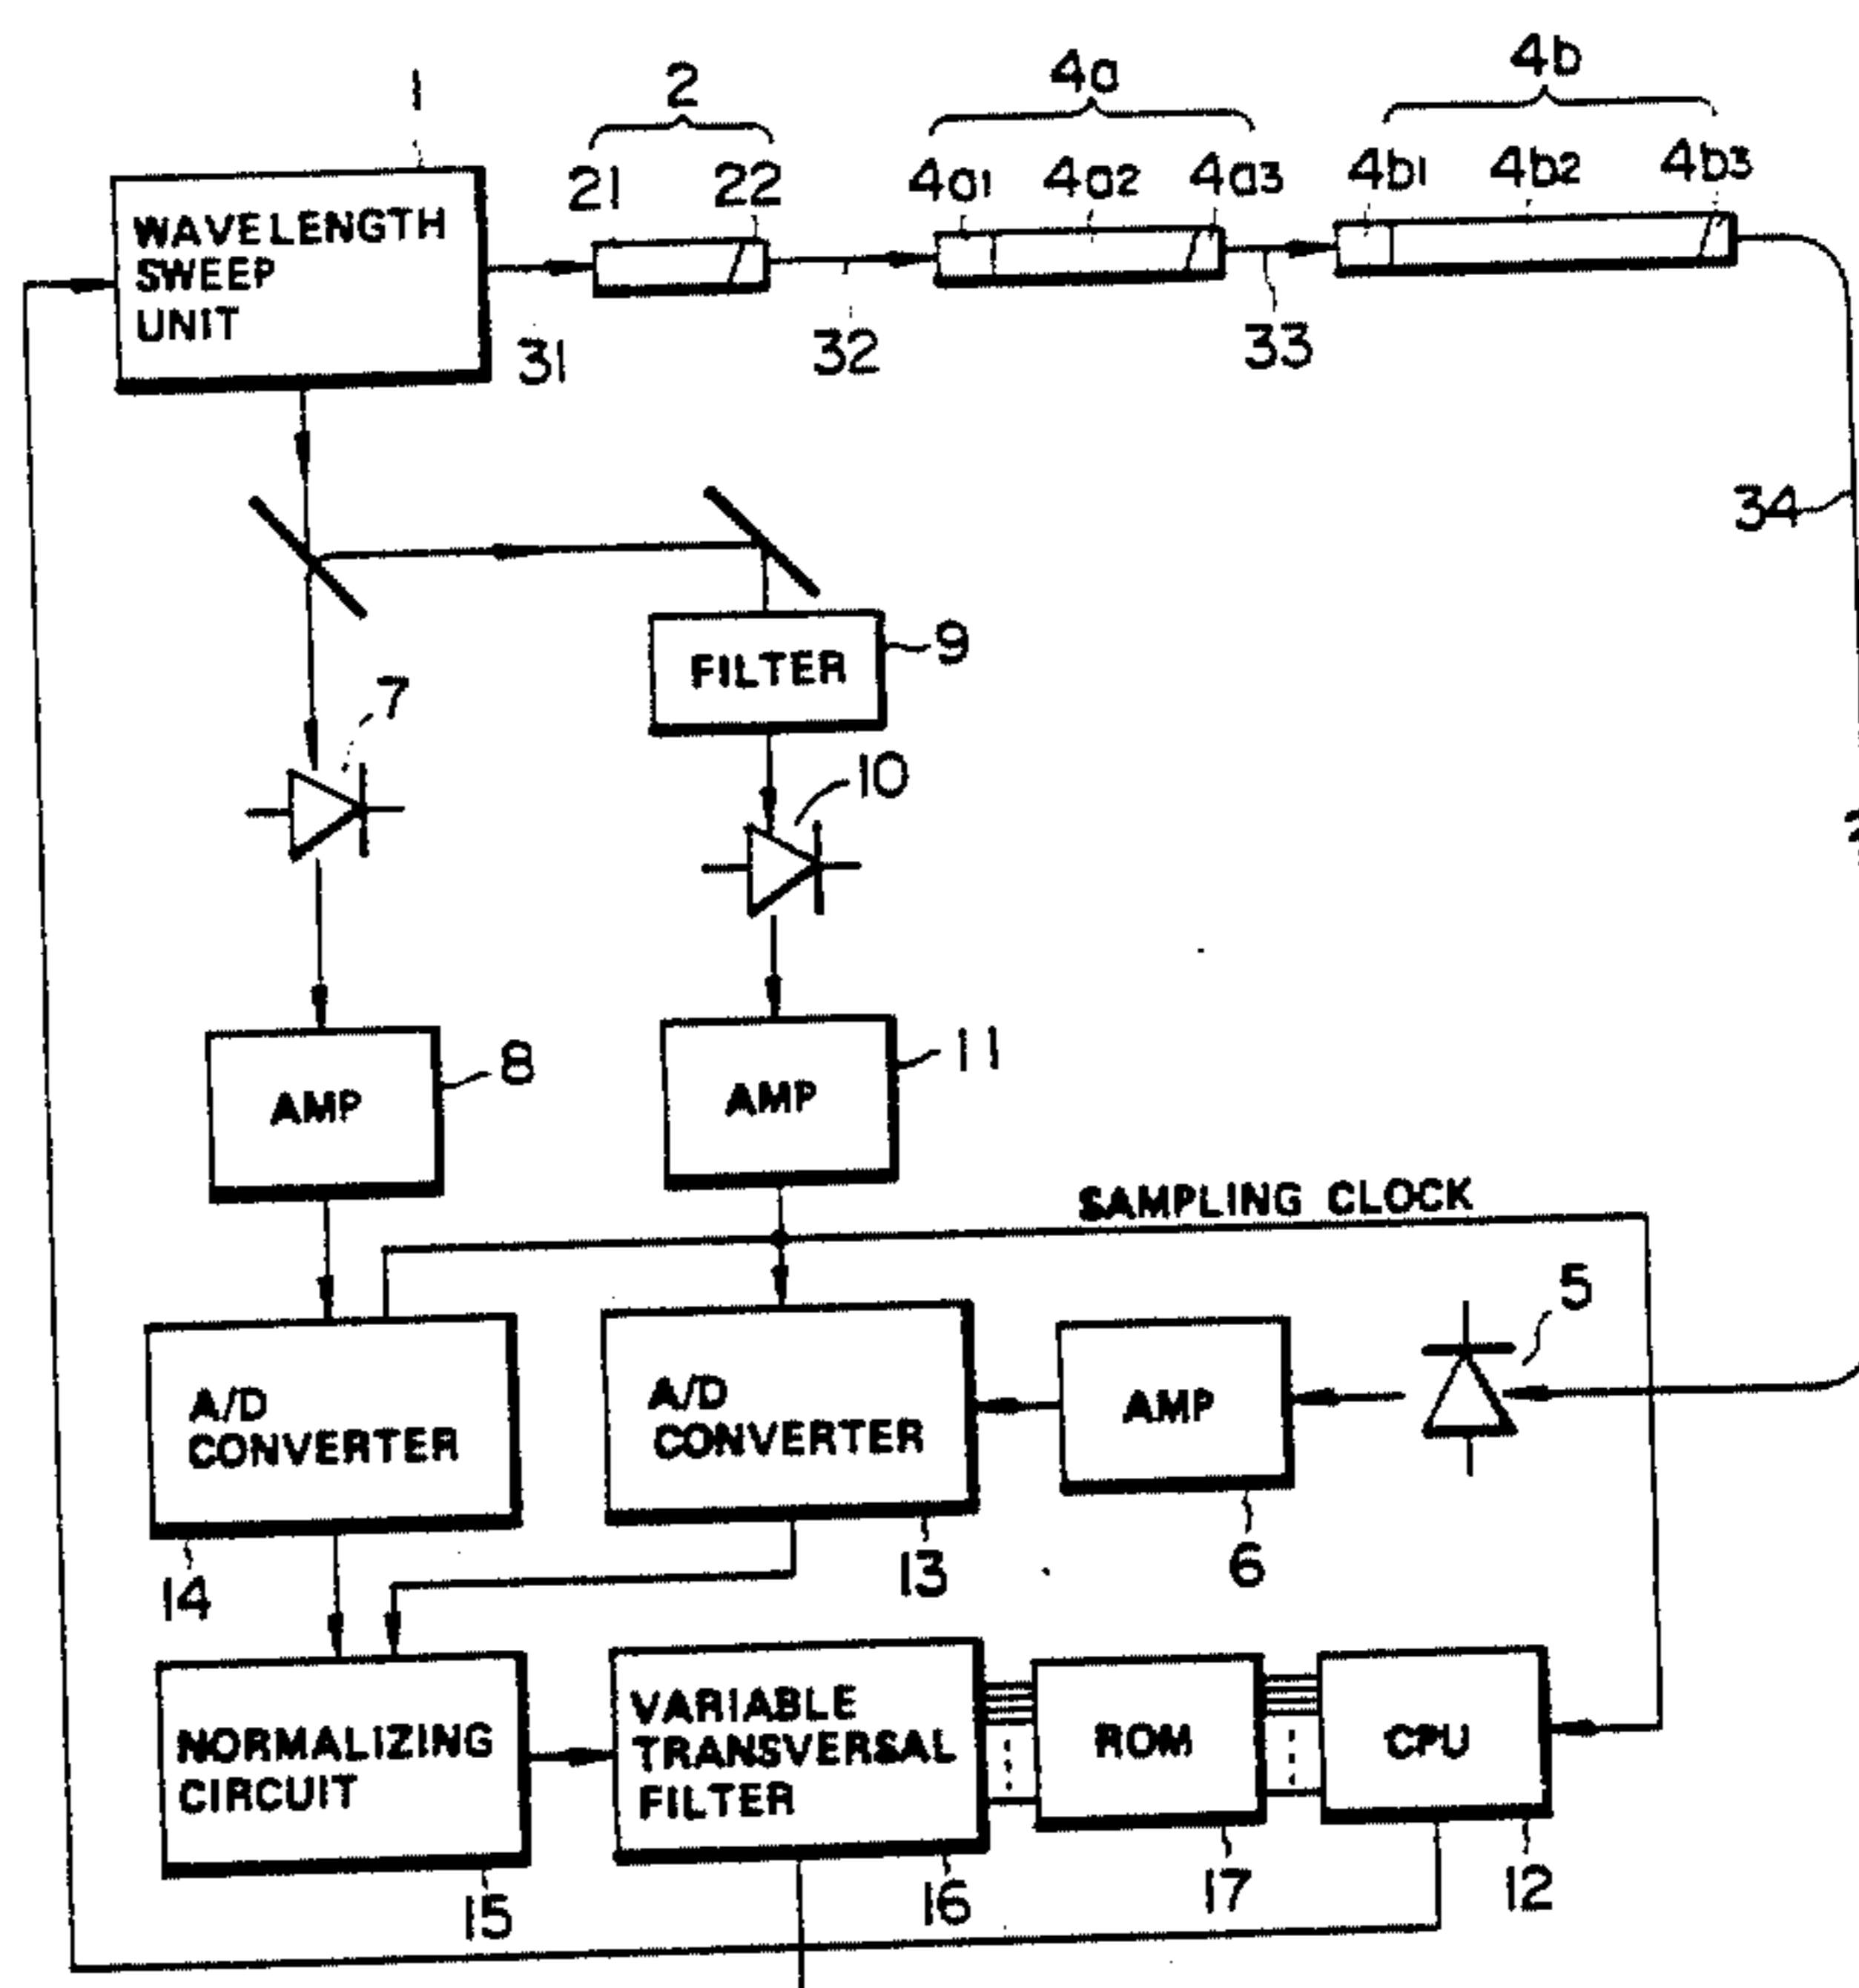 1
2
4a
4b
21
22
4a1
4a2
4a3
4b1
4b2
4b3
WAVELENGTH
SWEEP
UNIT
31
32
33
34
FILTER
9
7
10
AMP
8
AMP
11
SAMPLING CLOCK
5
A/D
CONVERTER
A/D
CONVERTER
AMP
14
13
6
NORMALIZING
CIRCUIT
VARIABLE
TRANSVERSAL
FILTER
ROM
CPU
15
16
17
12